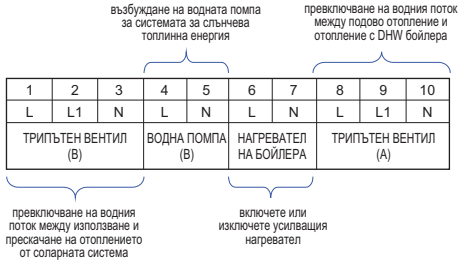 възбуждане на водната помпа
за системата за слънчева
топлинна енергия
превключване на водния поток
между подово отопление и
отопление с DHW бойлера
1 2 3 4 5 6 7 8 9 10
L L1 N L N L N L L1 N
ТРИПЪТЕН ВЕНТИЛ
(B)
ВОДНА ПОМПА
(B)
НАГРЕВАТЕЛ
НА БОЙЛЕРА
ТРИПЪТЕН ВЕНТИЛ
(A)
превключване на водния
поток между използване и
прескачане на отоплението
от соларната система
включете или
изключете усилващия
нагревател